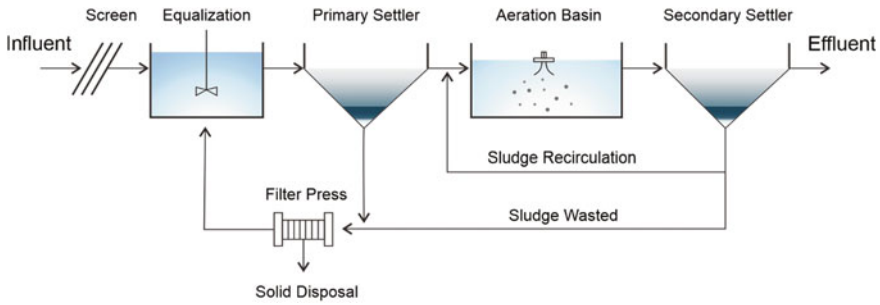 Screen
Equalization
Primary Settler
Aeration Basin
Secondary Settler
Influent
Effluent
Sludge Recirculation
Filter Press
Sludge Wasted
Solid Disposal